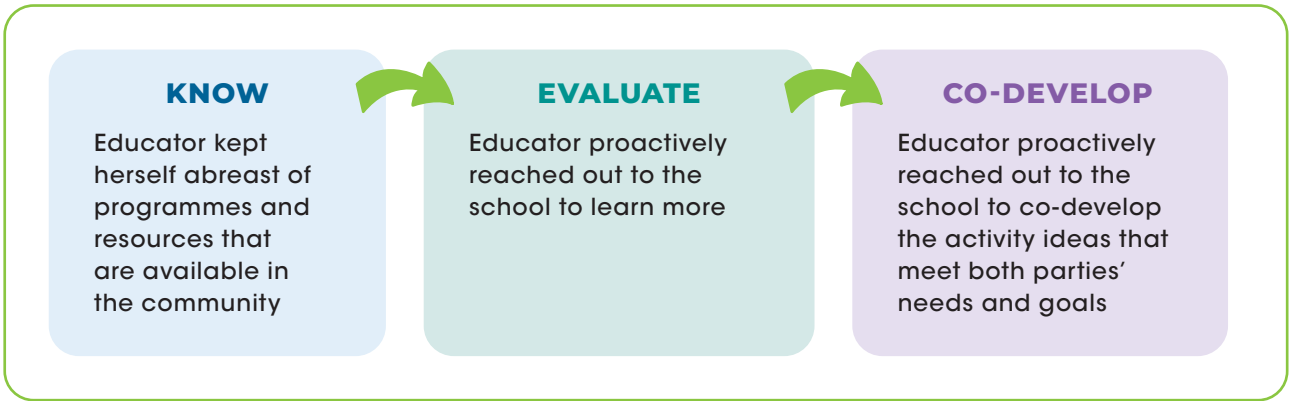 KNOW
Educator kept
herself abreast of
programmes and
resources that
are available in
the community
EVALUATE
Educator proactively
reached out to the
school to learn more
CO-DEVELOP
Educator proactively
reached out to the
school to co-develop
the activity ideas that
meet both parties’
needs and goals